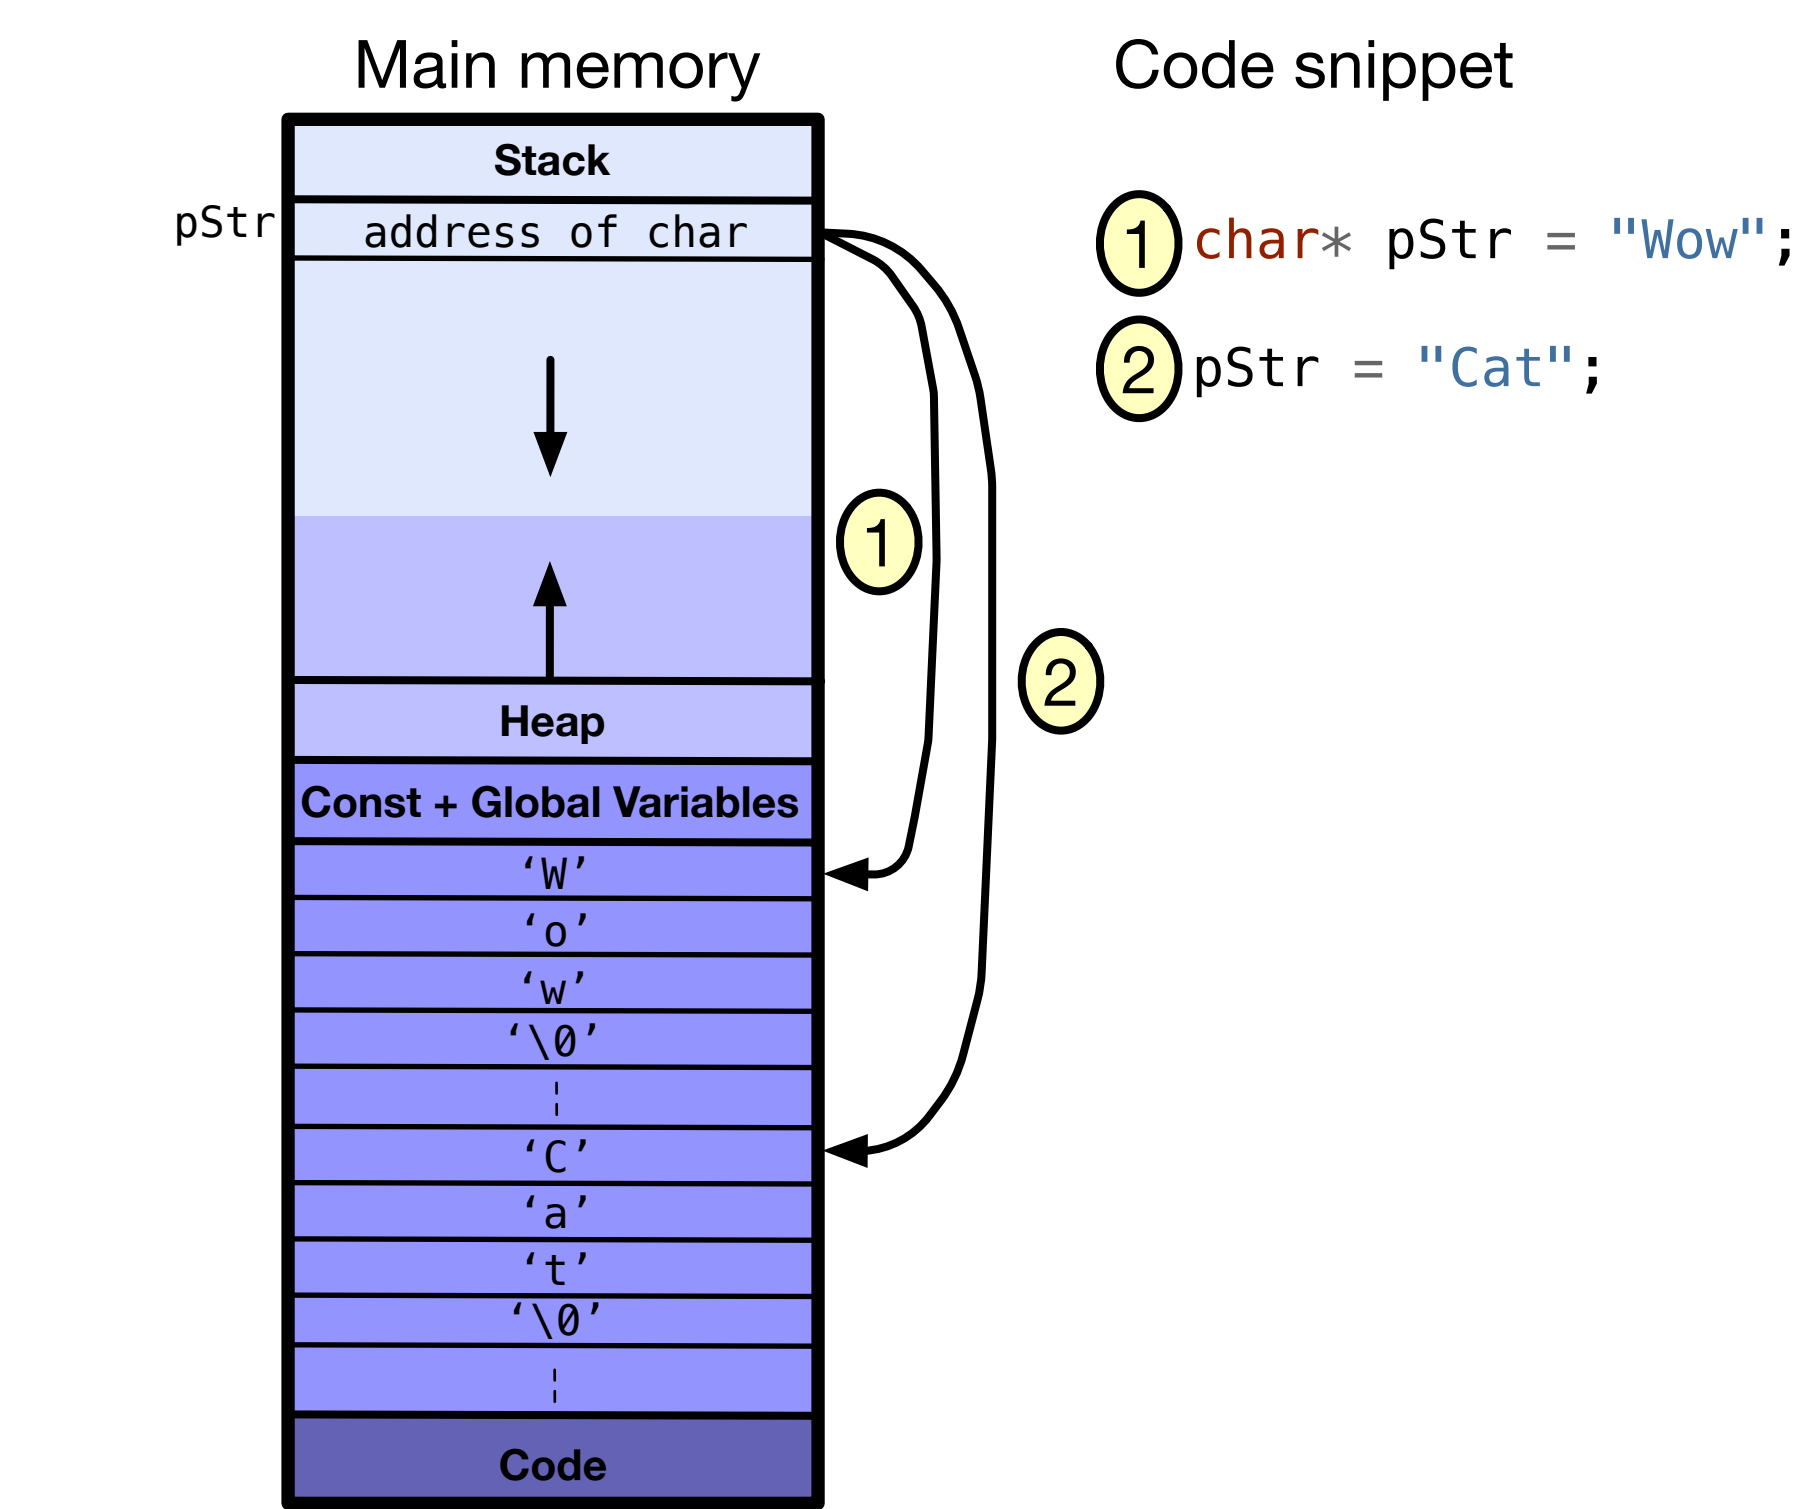 Main memory
Code snippet
Stack
pStr
address of char
1 char* pStr = "Wow";
2 pStr = "Cat";
1
2
Heap
Const + Global Variables
‘W’
‘o’
‘w’
‘\0’
‘C’
‘a’
‘t’
‘\0’
Code